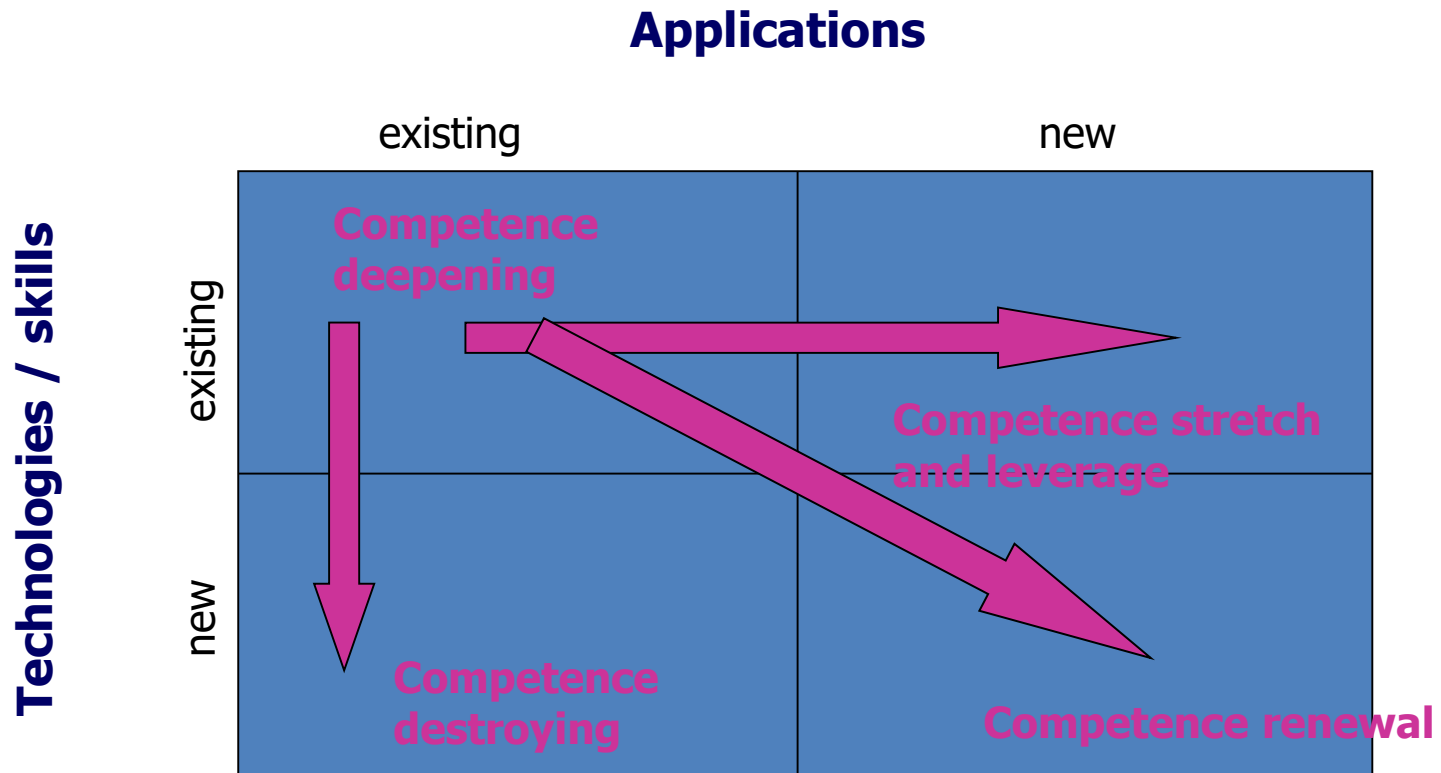 Applications
existing
new
Technologies / skills
existing
Competence
deepening
Competence stretch
and leverage
new
Competence
destroying
Competence renewal